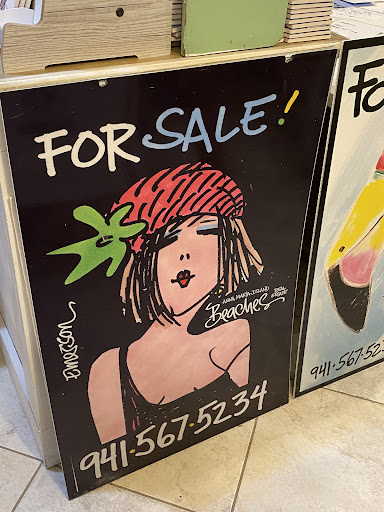 FOR SALE!
ANNA MARIA ISLAND
REAL ESTATE
Beaches
emerson
941·567·5234
FO
941·567·52